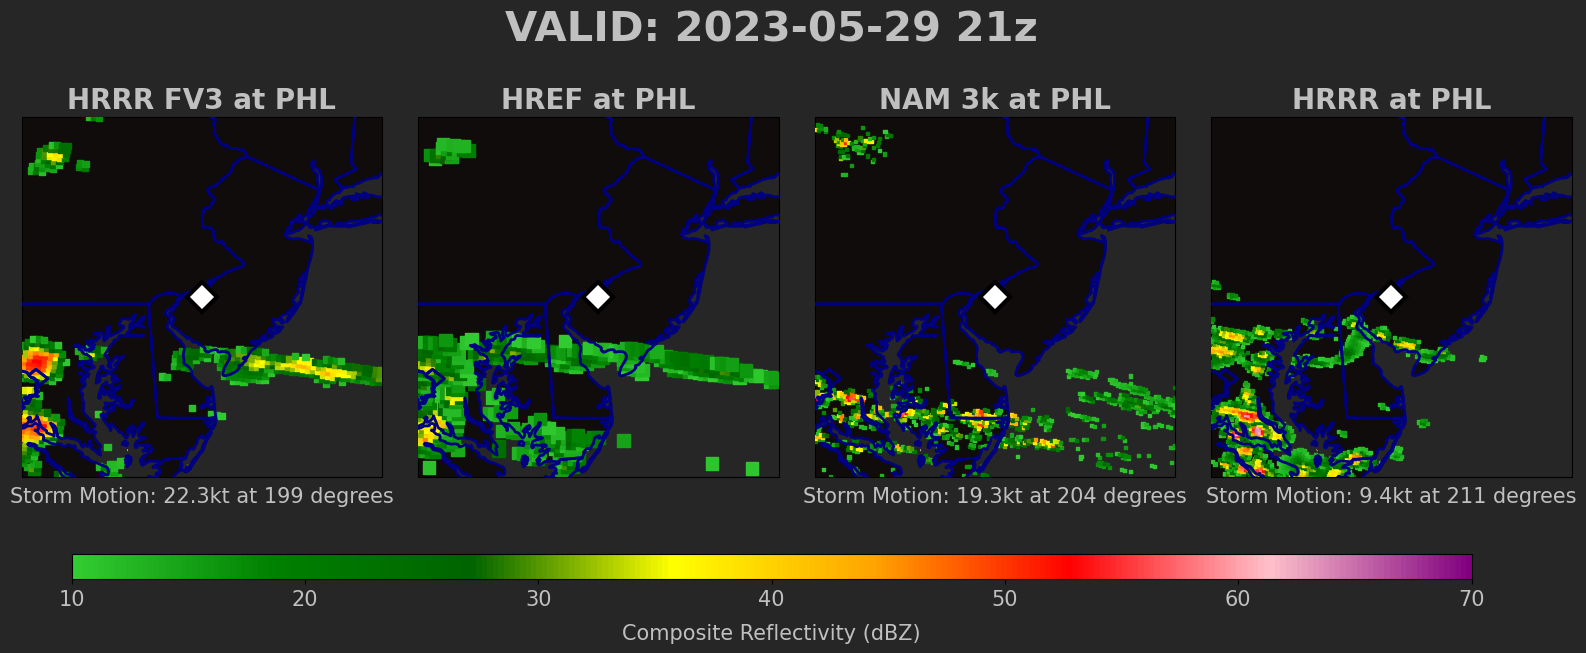 VALID: 2023-05-29 21z
HRRR FV3 at PHL
HREF at PHL
NAM 3k at PHL
HRRR at PHL
Storm Motion: 22.3kt at 199 degrees
Storm Motion: 19.3kt at 204 degrees
Storm Motion: 9.4kt at 211 degrees
10 20 30 40 50 60 70
Composite Reflectivity (dBZ)